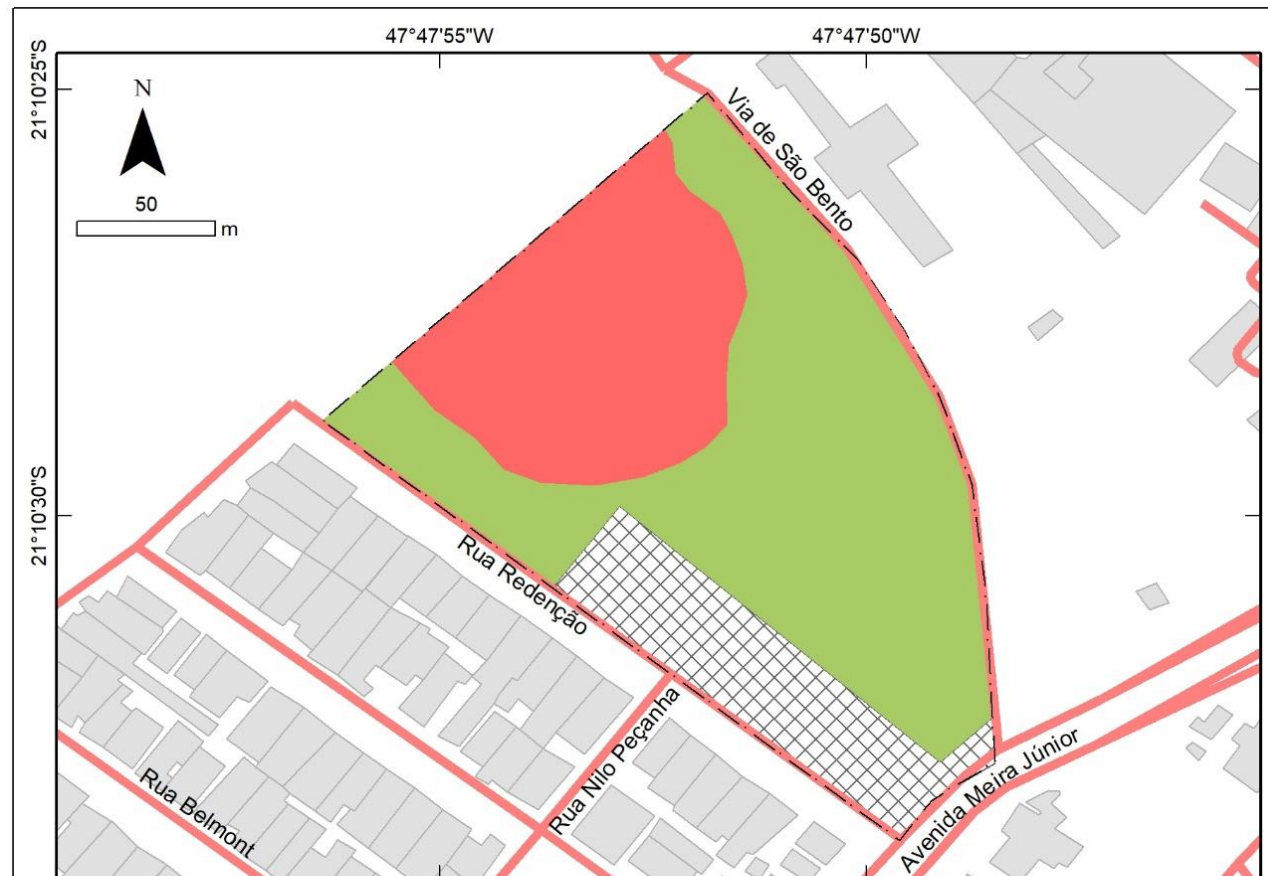 47°47'55"W
47°47'50"W
21°10'25"S
N
50
m
Via de São Bento
21°10'30"S
Rua Redenção
Rua Nilo Peçanha
Rua Belmont
Avenida Meira Júnior